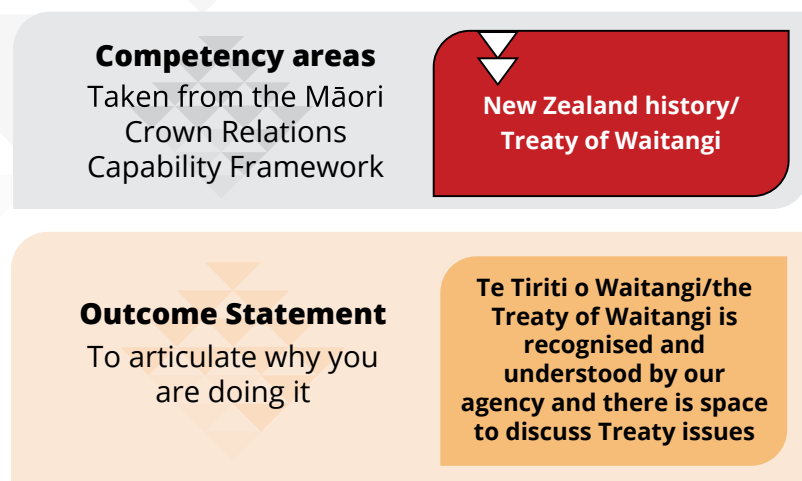 Competency areas
Taken from the Māori
Crown Relations
Capability Framework
New Zealand history/
Treaty of Waitangi
Outcome Statement
To articulate why you
are doing it
Te Tiriti o Waitangi/the
Treaty of Waitangi is
recognised and
understood by our
agency and there is space
to discuss Treaty issues